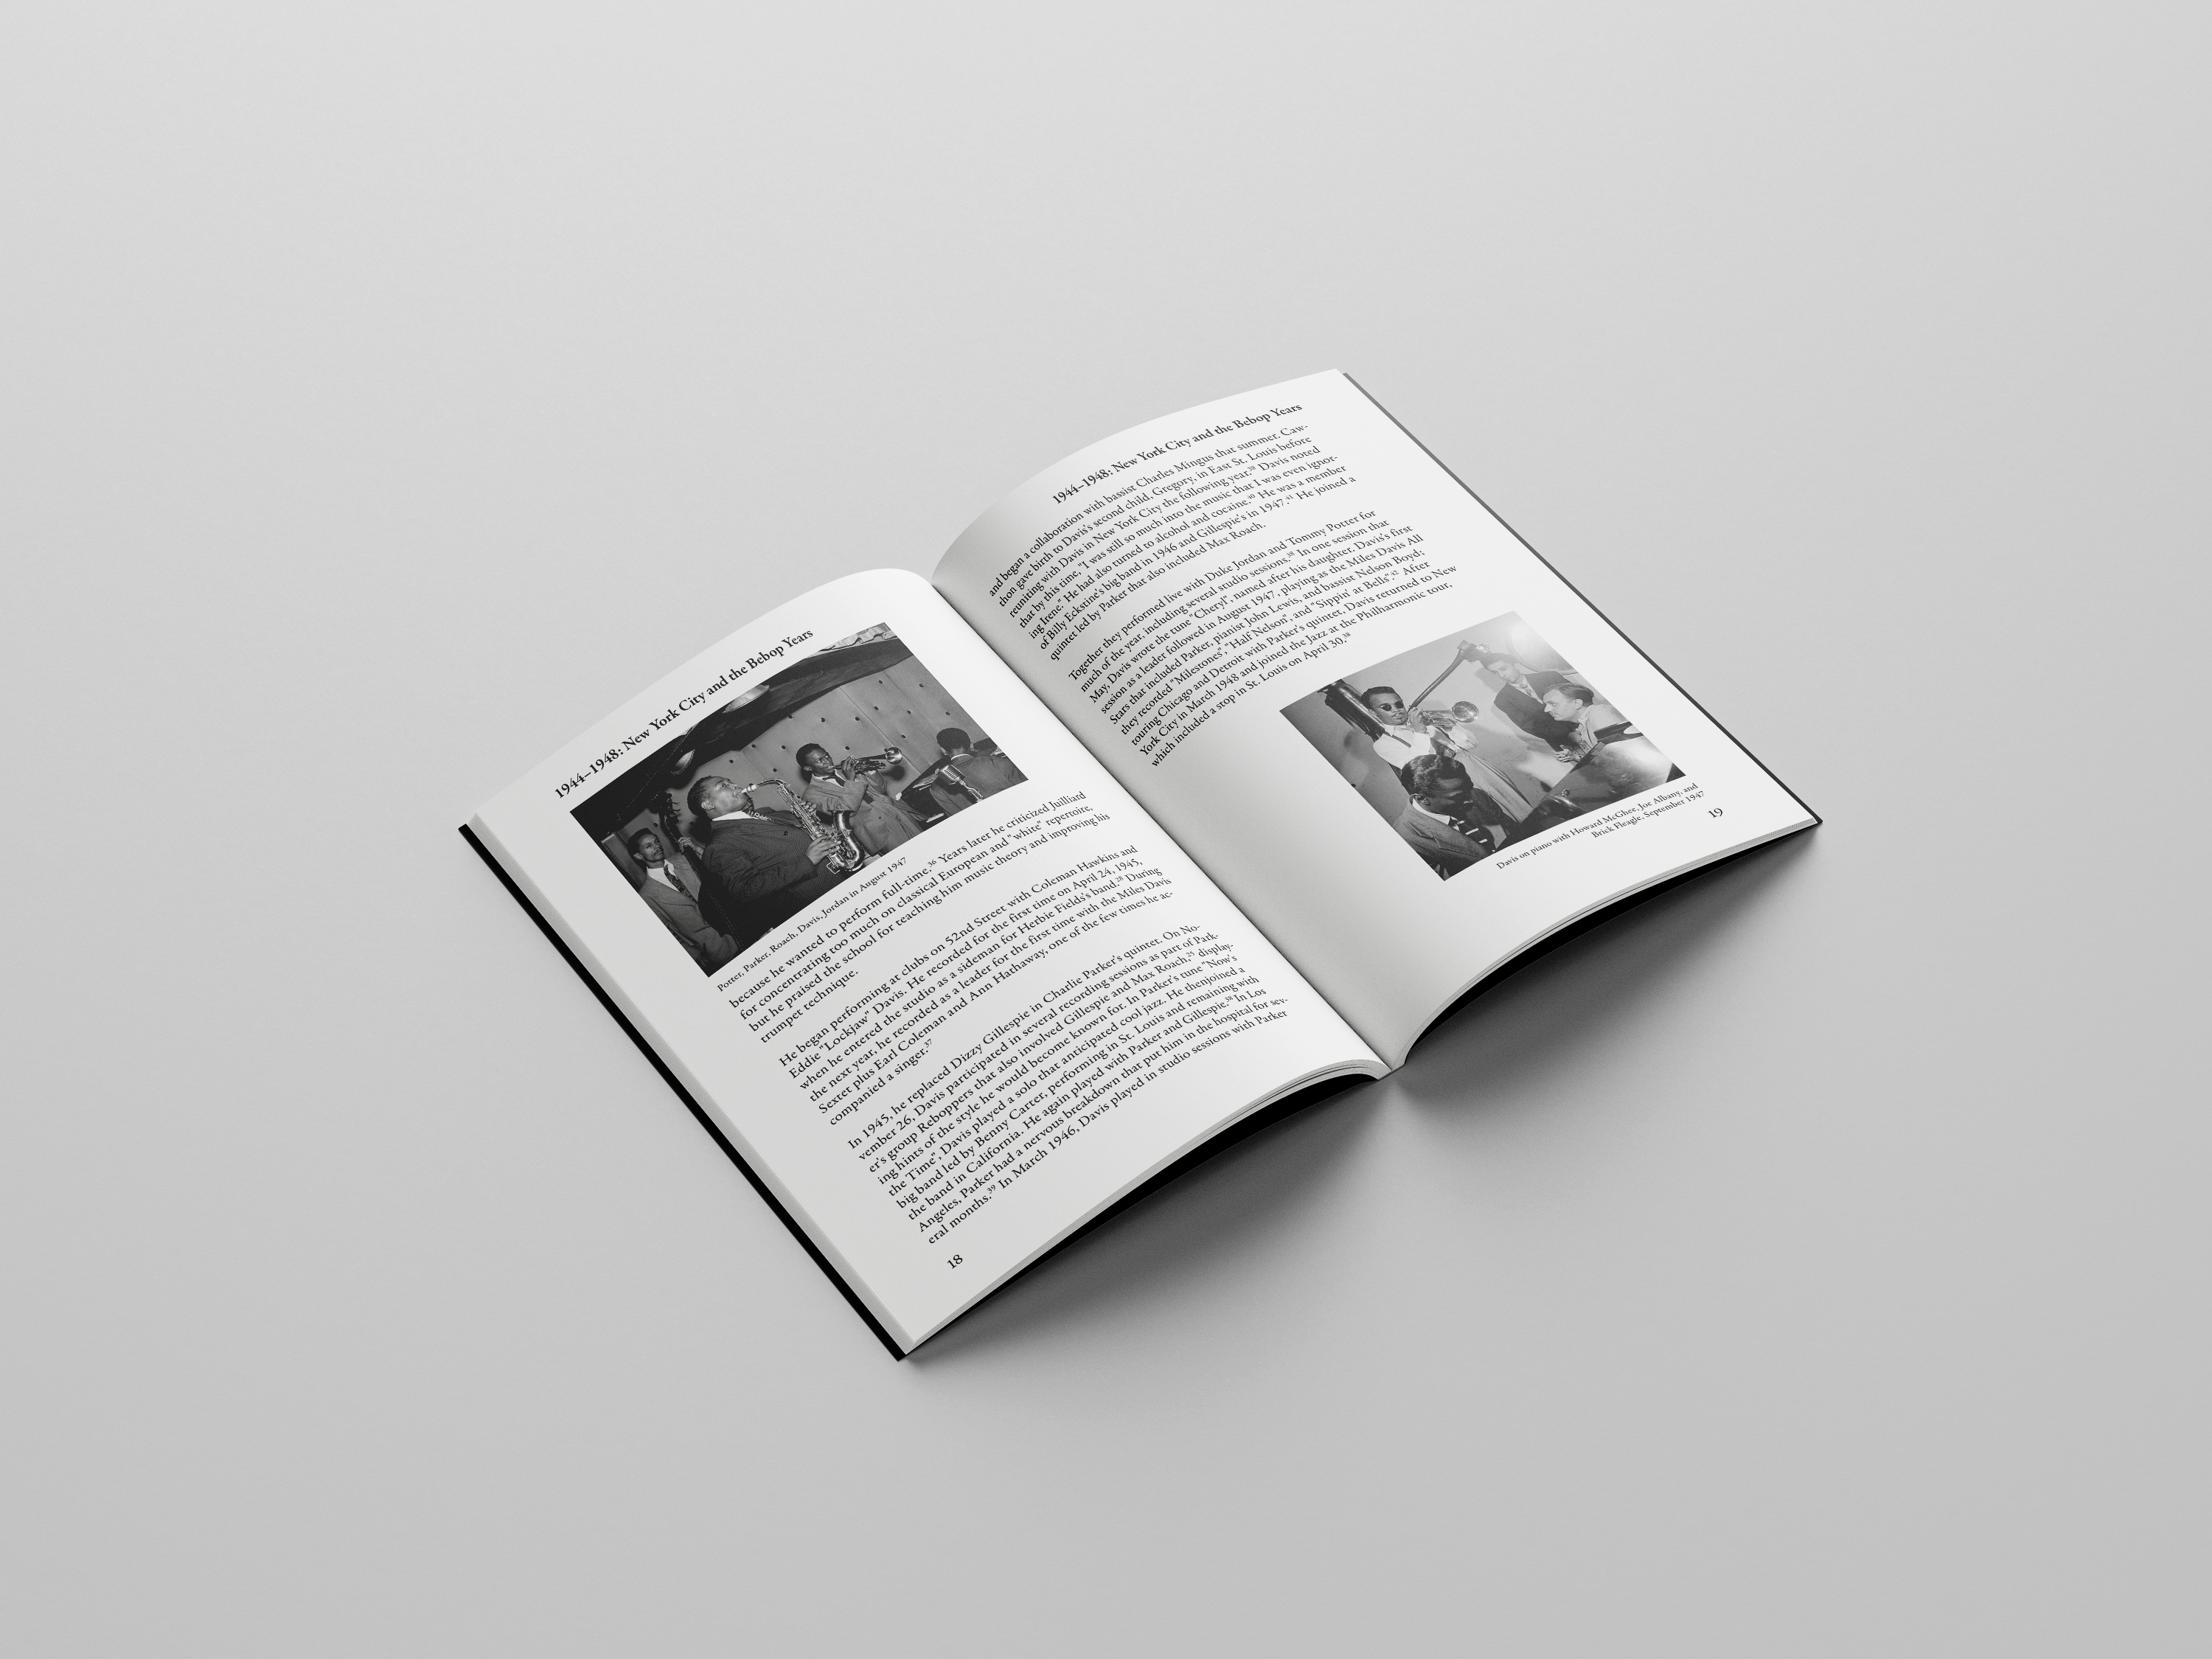 1944–1948: New York City and the Bebop Years
Potter, Parker, Roach, Davis, Jordan in August 1947
because he wanted to perform full-time.36 Years later he criticized Juilliard
for concentrating too much on classical European and "white" repertoire,
but he praised the school for teaching him music theory and improving his
trumpet technique.
He began performing at clubs on 52nd Street with Coleman Hawkins and
Eddie "Lockjaw" Davis. He recorded for the first time on April 24, 1945,
when he entered the studio as a sideman for Herbie Fields's band.28 During
the next year, he recorded as a leader for the first time with the Miles Davis
Sextet plus Earl Coleman and Ann Hathaway, one of the few times he ac-
companied a singer.37
In 1945, he replaced Dizzy Gillespie in Charlie Parker's quintet. On No-
vember 26, Davis participated in several recording sessions as part of Park-
er's group Reboppers that also involved Gillespie and Max Roach,25 display-
ing hints of the style he would become known for. In Parker's tune "Now's
the Time", Davis played a solo that anticipated cool jazz. He thenjoined a
big band led by Benny Carter, performing in St. Louis and remaining with
the band in California. He again played with Parker and Gillespie.38 In Los
Angeles, Parker had a nervous breakdown that put him in the hospital for sev-
eral months.39 In March 1946, Davis played in studio sessions with Parker
18
1944–1948: New York City and the Bebop Years
and began a collaboration with bassist Charles Mingus that summer. Caw-
thon gave birth to Davis's second child, Gregory, in East St. Louis before
reuniting with Davis in New York City the following year.38 Davis noted
that by this time, "I was still so much into the music that I was even ignor-
ing Irene." He had also turned to alcohol and cocaine.40 He was a member
of Billy Eckstine's big band in 1946 and Gillespie's in 1947.41 He joined a
quintet led by Parker that also included Max Roach.
Together they performed live with Duke Jordan and Tommy Potter for
much of the year, including several studio sessions.38 In one session that
May, Davis wrote the tune "Cheryl", named after his daughter. Davis's first
session as a leader followed in August 1947, playing as the Miles Davis All
Stars that included Parker, pianist John Lewis, and bassist Nelson Boyd;
they recorded "Milestones", "Half Nelson", and "Sippin' at Bells".42 After
touring Chicago and Detroit with Parker's quintet, Davis returned to New
York City in March 1948 and joined the Jazz at the Philharmonic tour,
which included a stop in St. Louis on April 30.38
Davis on piano with Howard McGhee, Joe Albany, and
Brick Fleagle, September 1947
19